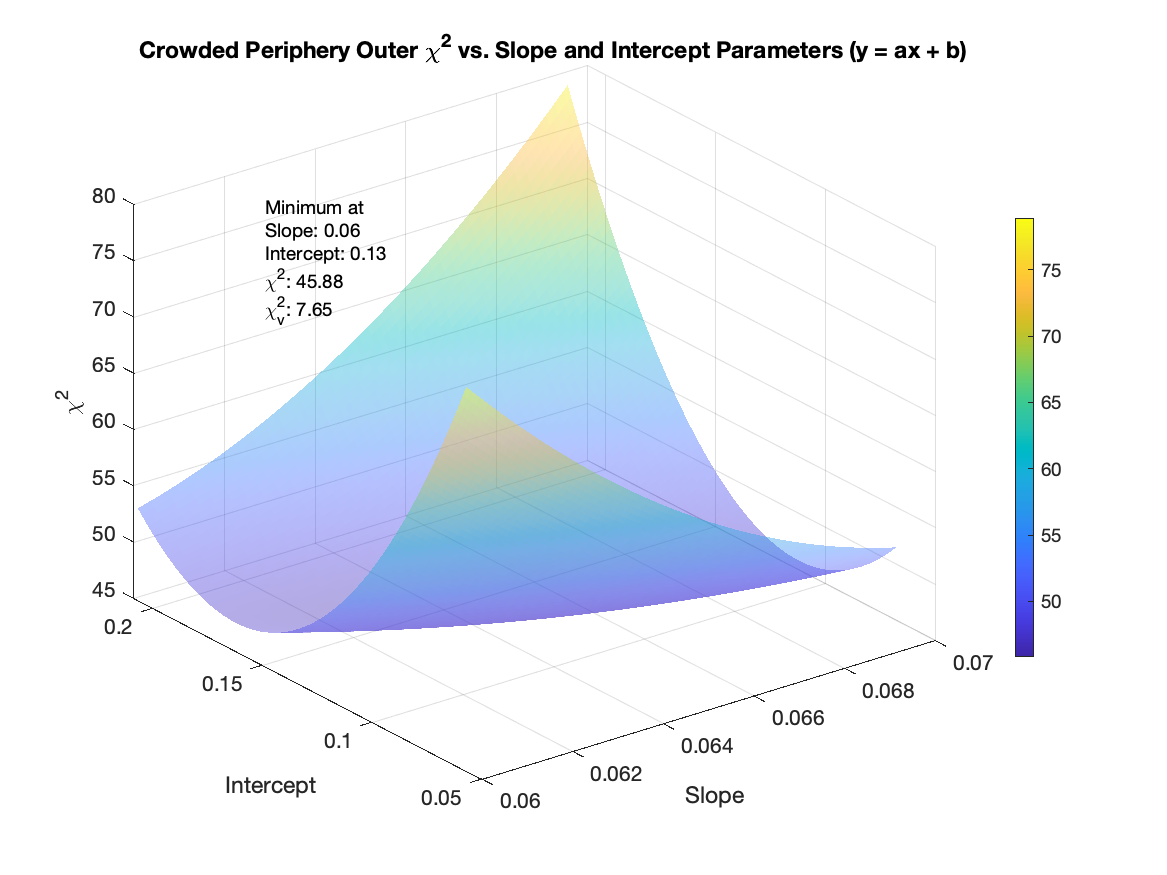 Crowded Periphery Outer χ² vs. Slope and Intercept Parameters (y = ax + b)
Minimum at
Slope: 0.06
Intercept: 0.13
χ²: 45.88
χ²ᵥ: 7.65
80
75
70
65
60
55
50
45
χ²
0.2
0.15
0.1
0.05
Intercept
0.06
0.062
0.064
0.066
0.068
0.07
Slope
75
70
65
60
55
50